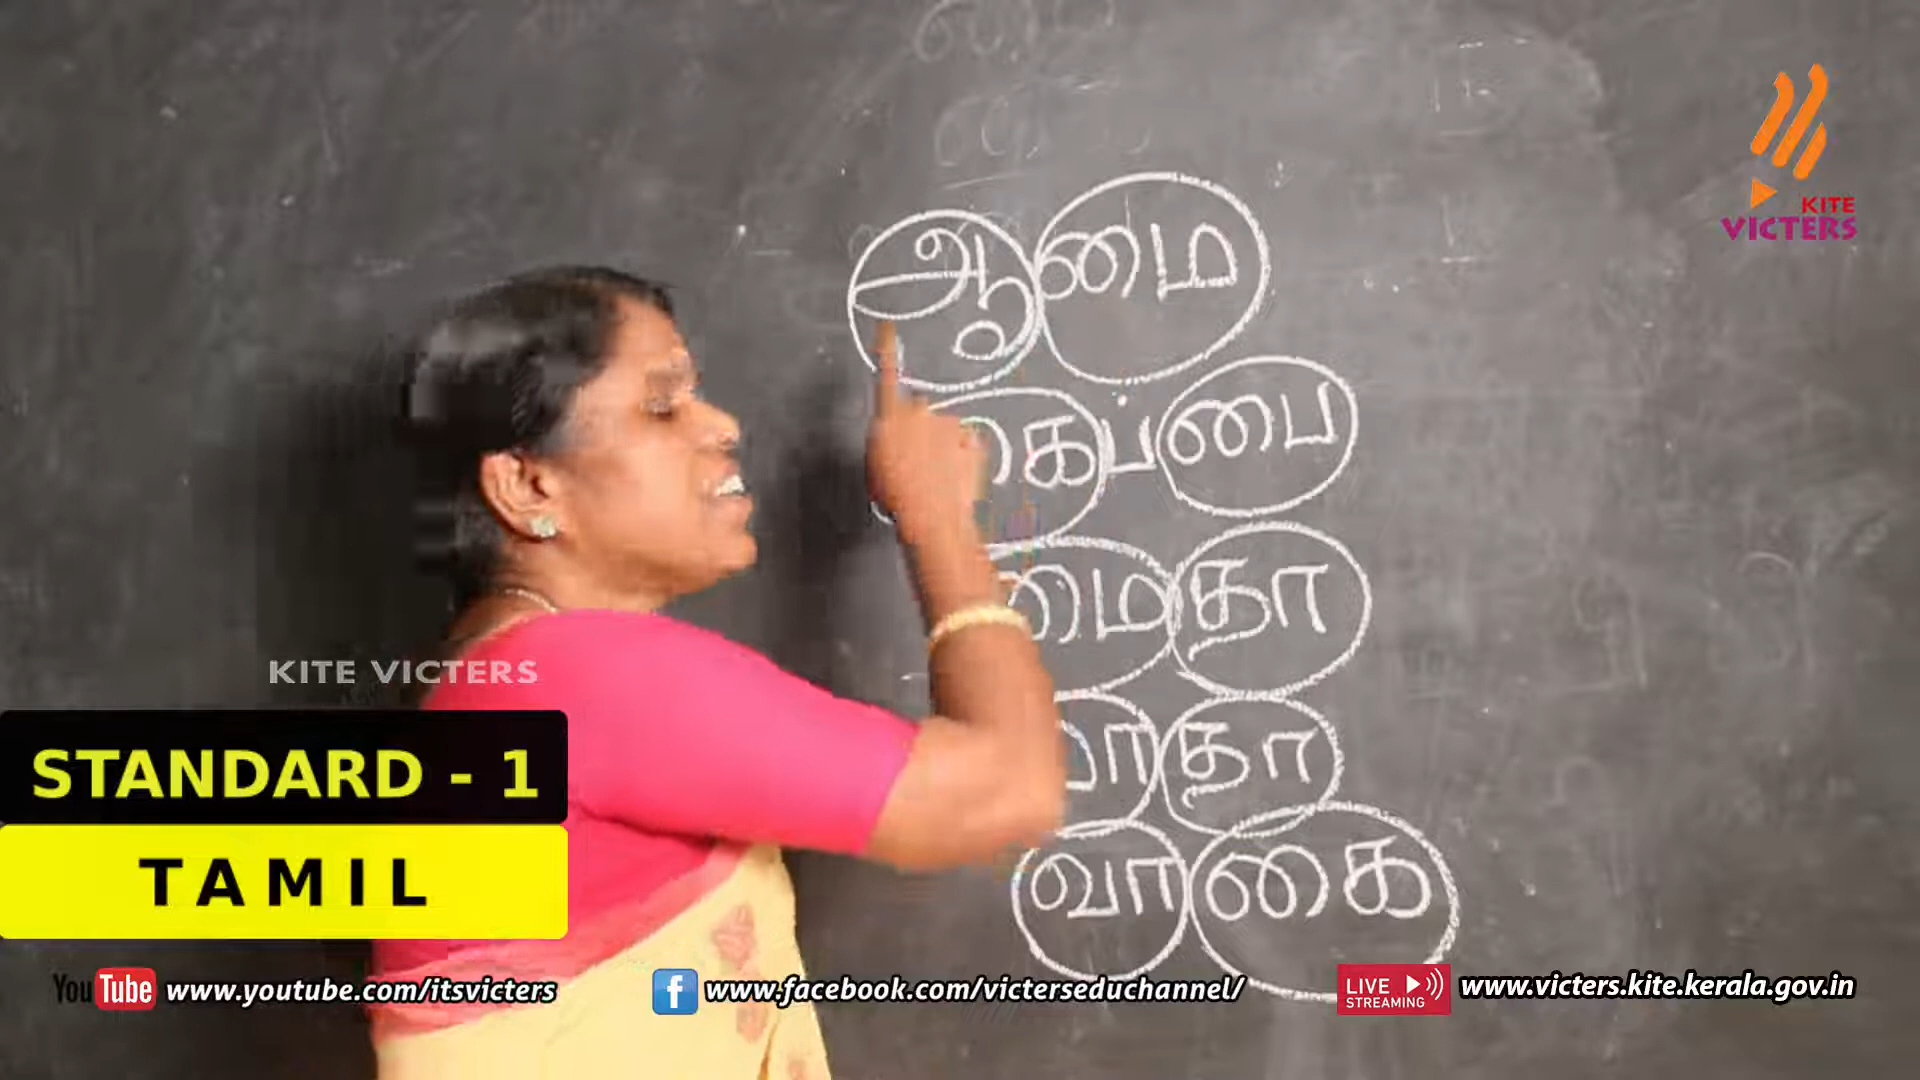 ஆமை
KITE
VICTERS
கைப்பை
மைதா
தா
KITE VICTERS
வாகை
STANDARD - 1
TAMIL
YouTube www.youtube.com/itsvicters
f www.facebook.com/victerseduchannel/
LIVE STREAMING www.victers.kite.kerala.gov.in